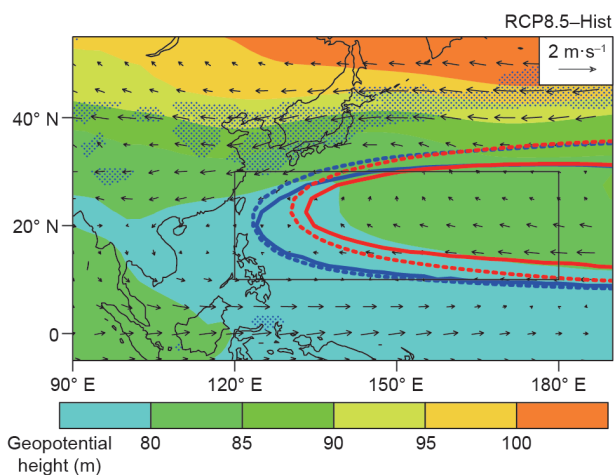 RCP8.5–Hist
2 m·s⁻¹
40° N
20° N
0
90° E
120° E
150° E
180° E
80
85
90
95
100
Geopotential
height (m)